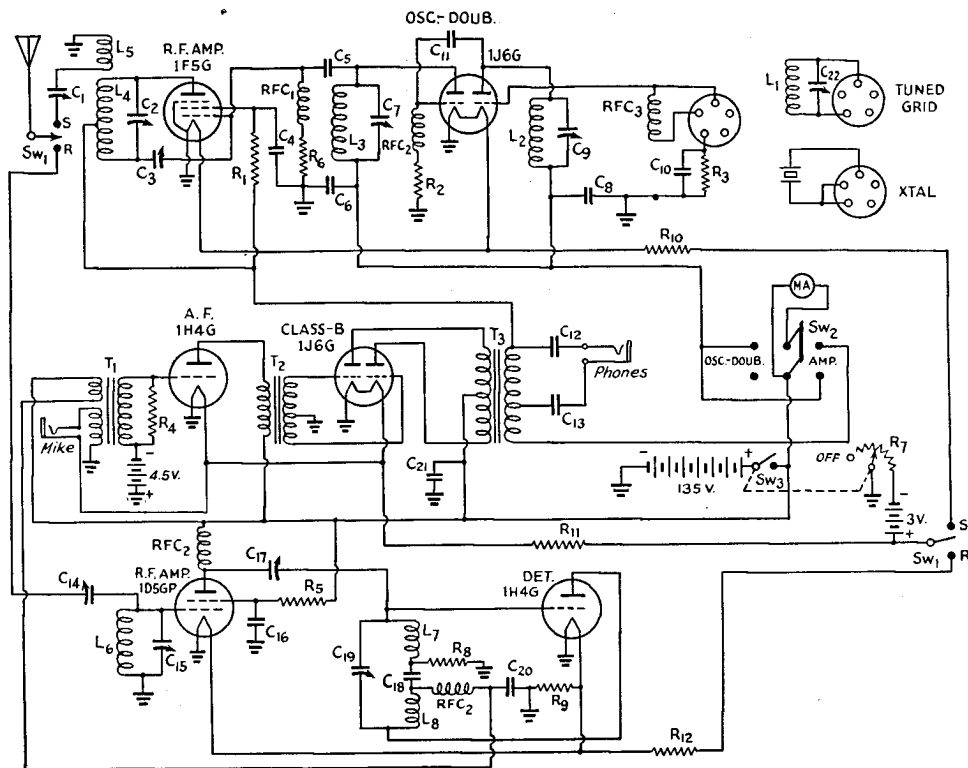 OSC.-DOUB.
1J6G
R.F. AMP.
1F5G
L5
C1
S
Sw1
R
L4
C2
C3
R1
C4
RFC1
R6
C5
L3
C7
C6
C11
RFC2
R2
L2
C9
C8
RFC3
C10
R3
L1
C22
TUNED
GRID
XTAL
R10
MA
Sw2
OSC-DOUB.
AMP.
A.F.
1H4G
CLASS-B
1J6G
T1
R4
Mike
-
4.5V.
+
T2
T3
C12
Phones
C13
C21
- +
135 V.
Sw3
OFF
R7
-
3V.
+
S
Sw1
R
R11
RFC2
C17
R.F. AMP.
1D5GP
C14
L6
C15
R5
C16
DET.
1H4G
C19
L7
R8
C18
RFC2
L8
C20
R9
R12